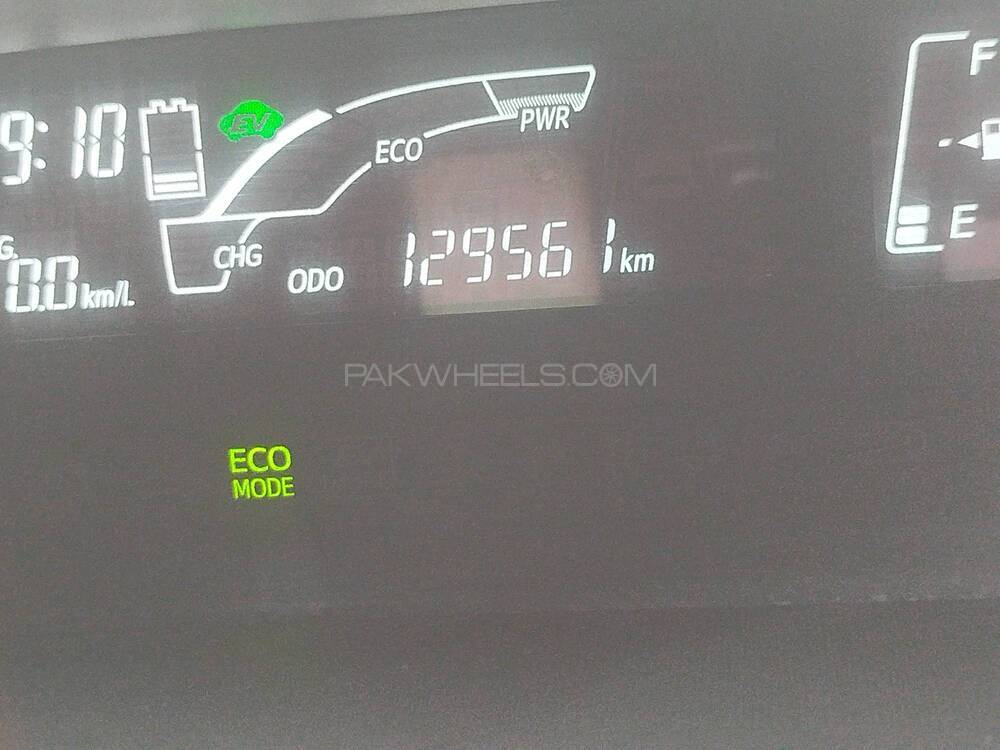 9:10
EV
PWR
ECO
F
CHG
E
0.0 km/L
ODO 129561 km
PAKWHEELS.COM
ECO
MODE